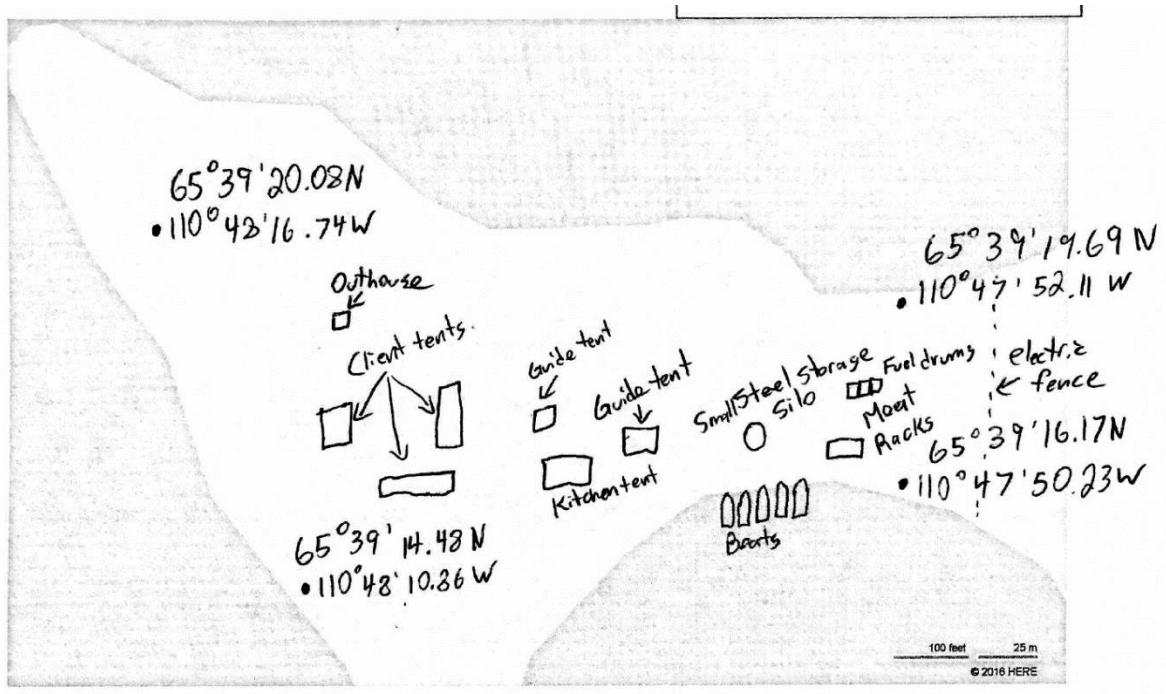 65°39'20.08N
110°48'16.74W
65°39'19.69N
110°47'52.11W
Outhouse
Client tents.
Guide tent
Guide tent
Small Steel Storage
Silo
Fuel drums
electric
fence
Meat
Racks
65°39'16.17N
110°47'50.23W
Kitchen tent
Boats
65°39'14.48N
110°48'10.86W
100 feet 25 m
© 2016 HERE